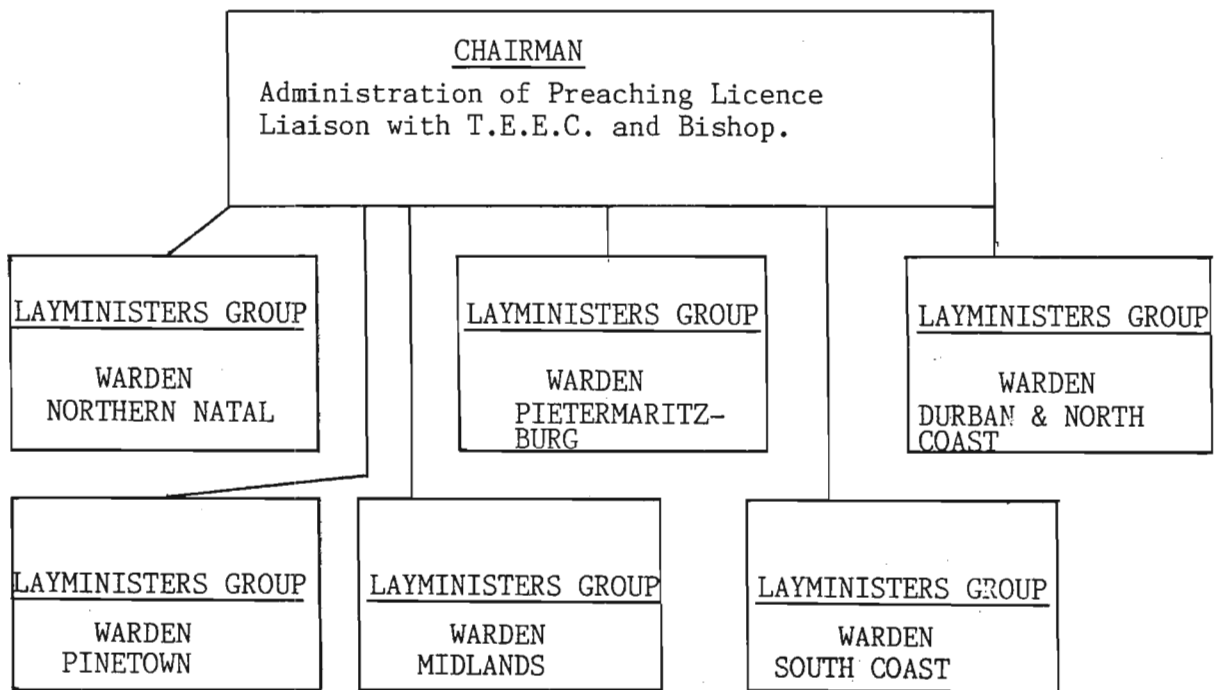 CHAIRMAN
Administration of Preaching Licence
Liaison with T.E.E.C. and Bishop.
LAYMINISTERS GROUP
WARDEN
NORTHERN NATAL
LAYMINISTERS GROUP
WARDEN
PIETERMARITZ-
BURG
LAYMINISTERS GROUP
WARDEN
DURBAN & NORTH
COAST
LAYMINISTERS GROUP
WARDEN
PINETOWN
LAYMINISTERS GROUP
WARDEN
MIDLANDS
LAYMINISTERS GROUP
WARDEN
SOUTH COAST